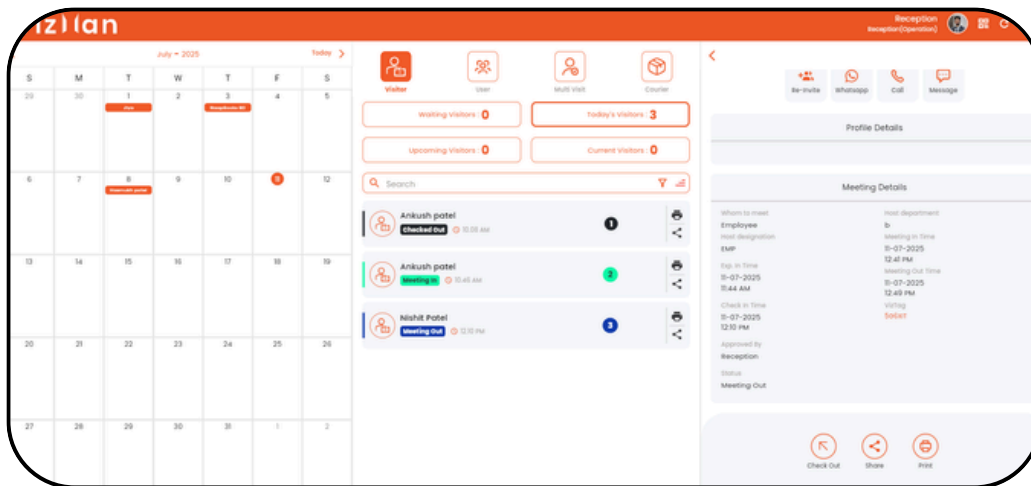 Reception
Reception(Operation)
July - 2025
Today
S M T W T F S
29 30 1 2 3 4 5
6 7 8 9 10 11 12
13 14 15 16 17 18 19
20 21 22 23 24 25 26
27 28 29 30 31 1 2
Visitor User Multi Visit Courier
Waiting Visitors : 0 Today's Visitors : 3
Upcoming Visitors : 0 Current Visitors : 0
Search
Ankush patel
Checked Out 10:08 AM
1
Ankush patel
Meeting In 10:45 AM
2
Nishit Patel
Meeting Out 12:10 PM
3
Re-Invite Whatsapp Call Message
Profile Details
Meeting Details
Whom to meet
Employee
Host designation
EMP
Exp. In Time
11-07-2025
11:44 AM
Check In Time
11-07-2025
12:10 PM
Approved By
Reception
Status
Meeting Out
Host department
b
Meeting In Time
11-07-2025
12:41 PM
Meeting Out Time
11-07-2025
12:49 PM
VizTag
Check Out Share Print